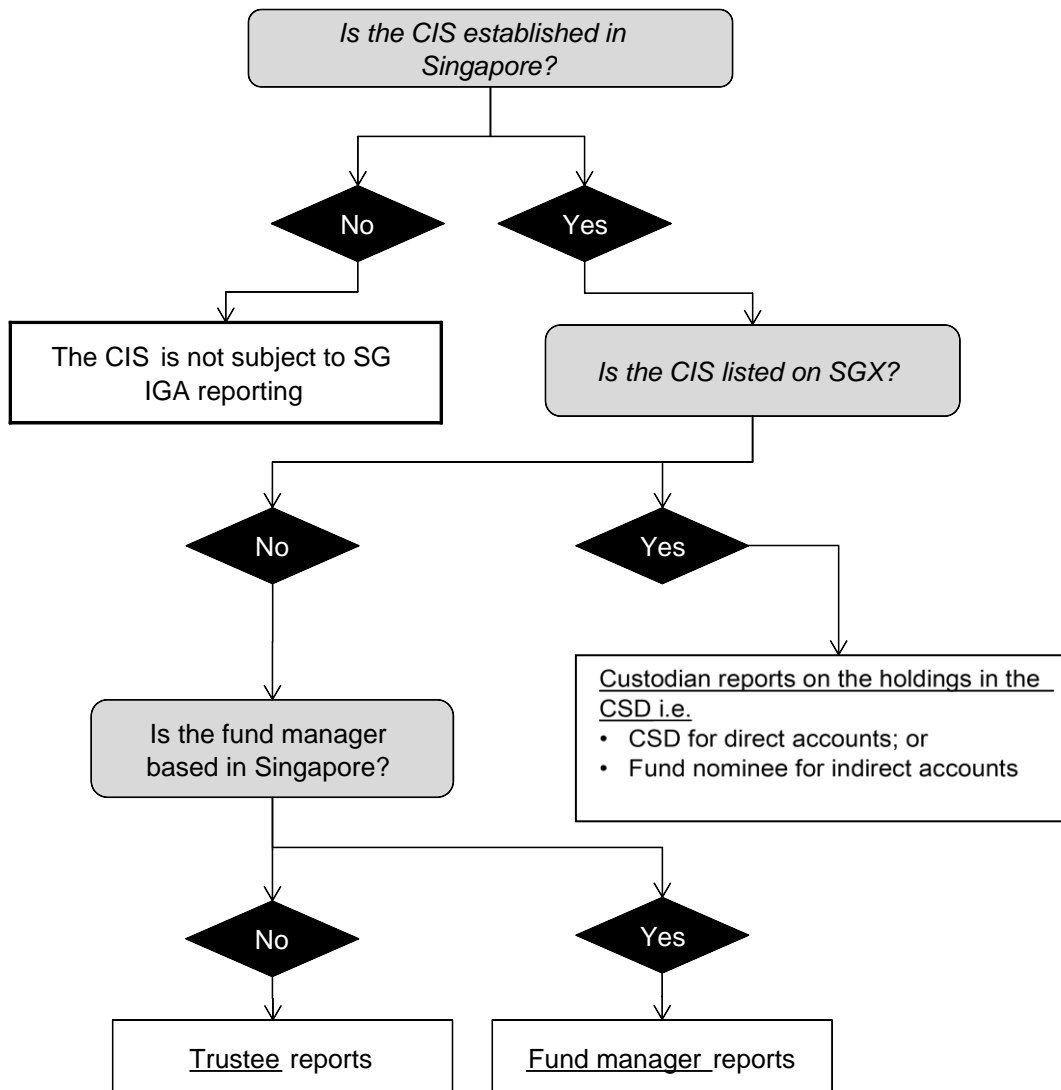 Is the CIS established in
Singapore?
No
Yes
The CIS is not subject to SG
IGA reporting
Is the CIS listed on SGX?
No
Yes
Custodian reports on the holdings in the
CSD i.e.
• CSD for direct accounts; or
• Fund nominee for indirect accounts
Is the fund manager
based in Singapore?
No
Yes
Trustee reports
Fund manager reports